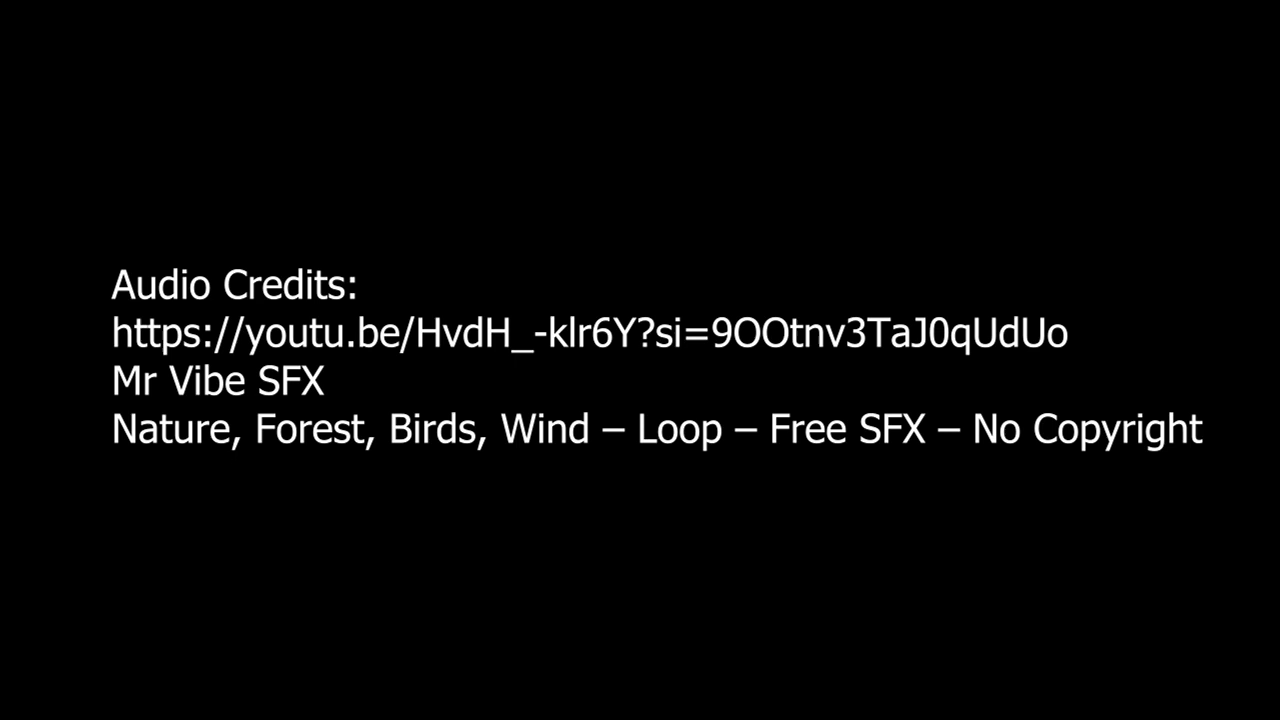 Audio Credits:
https://youtu.be/HvdH_-klr6Y?si=9OOtnv3TaJ0qUdUo
Mr Vibe SFX
Nature, Forest, Birds, Wind – Loop – Free SFX – No Copyright